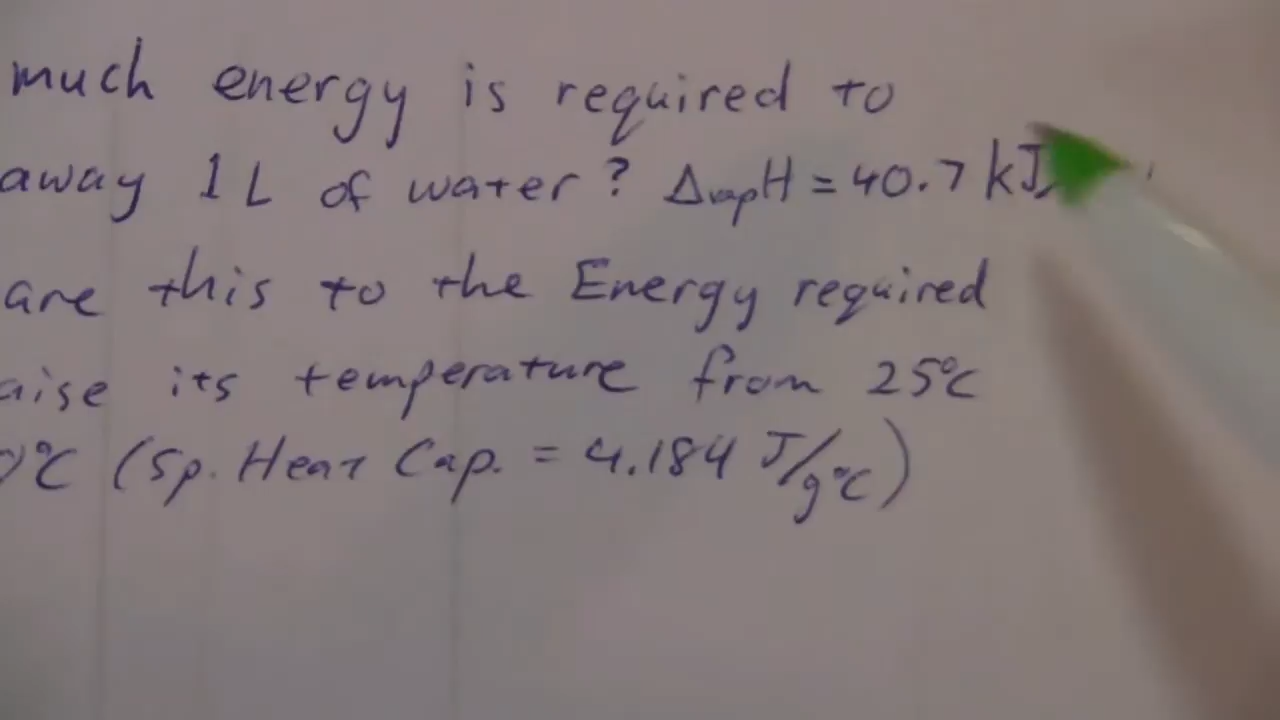 much energy is required to
away 1L of water? ΔvapH = 40.7 kJ
are this to the Energy required
aise its temperature from 25°C
°C (Sp. Heat Cap. = 4.184 J/g°C)